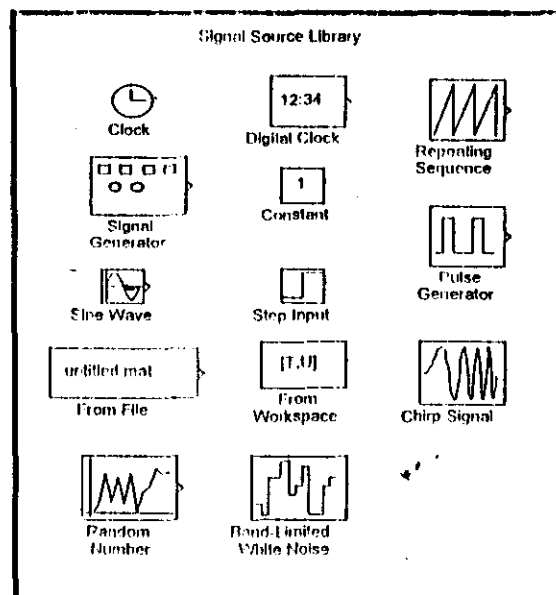 Signal Source Library
Clock
12:34
Digital Clock
Repeating
Sequence
Signal
Generator
1
Constant
Pulse
Generator
Sine Wave
Step Input
untitled.mat
From File
[T,U]
From
Workspace
Chirp Signal
Random
Number
Band-Limited
White Noise